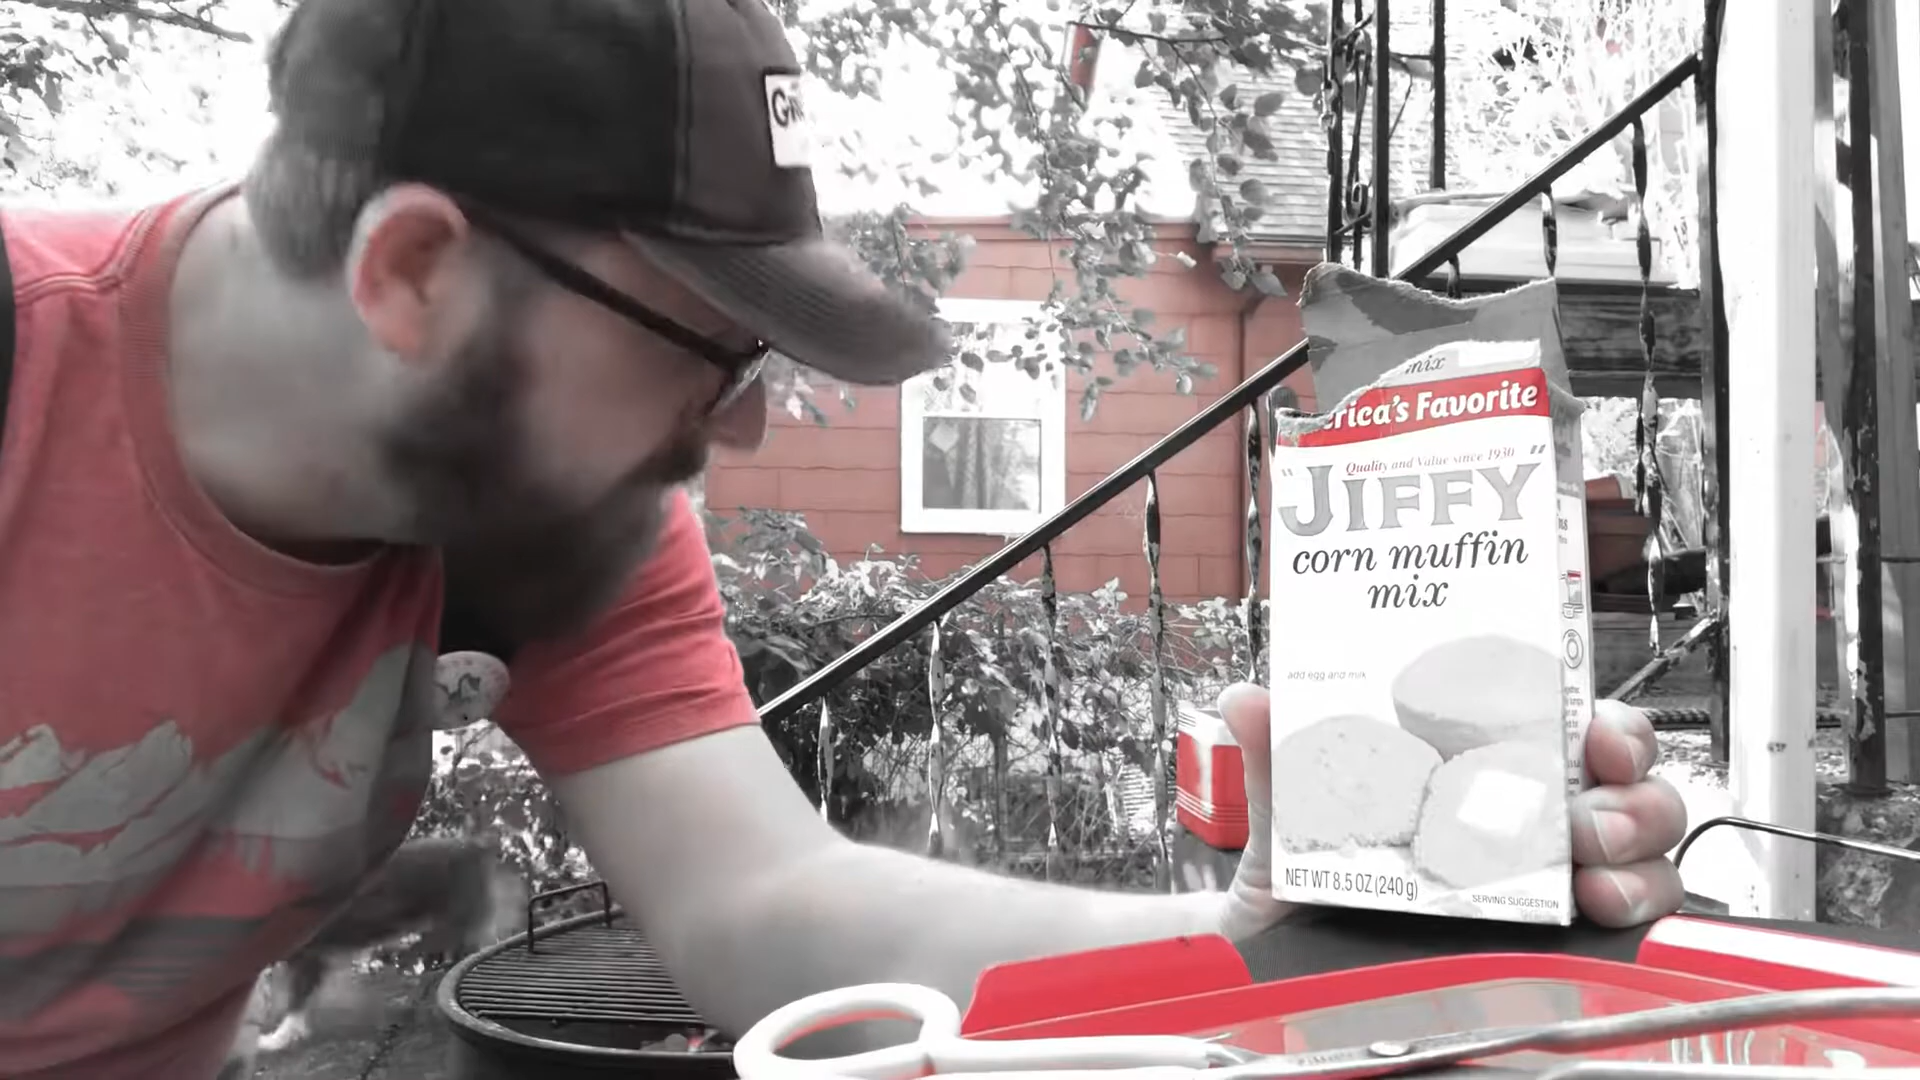 mix
erica's Favorite
Quality and Value since 1930
"JIFFY"
corn muffin
mix
add egg and milk
NET WT 8.5 OZ (240 g)
SERVING SUGGESTION